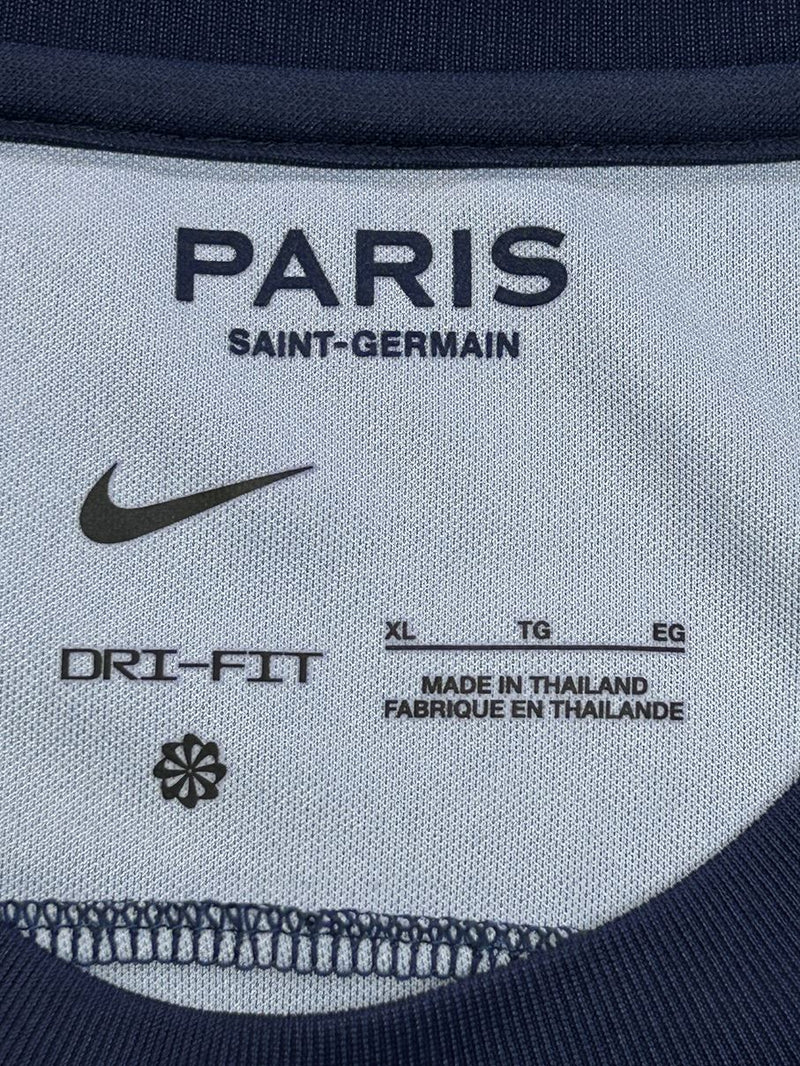 PARIS
SAINT-GERMAIN
DRI-FIT
XL TG EG
MADE IN THAILAND
FABRIQUE EN THAILANDE